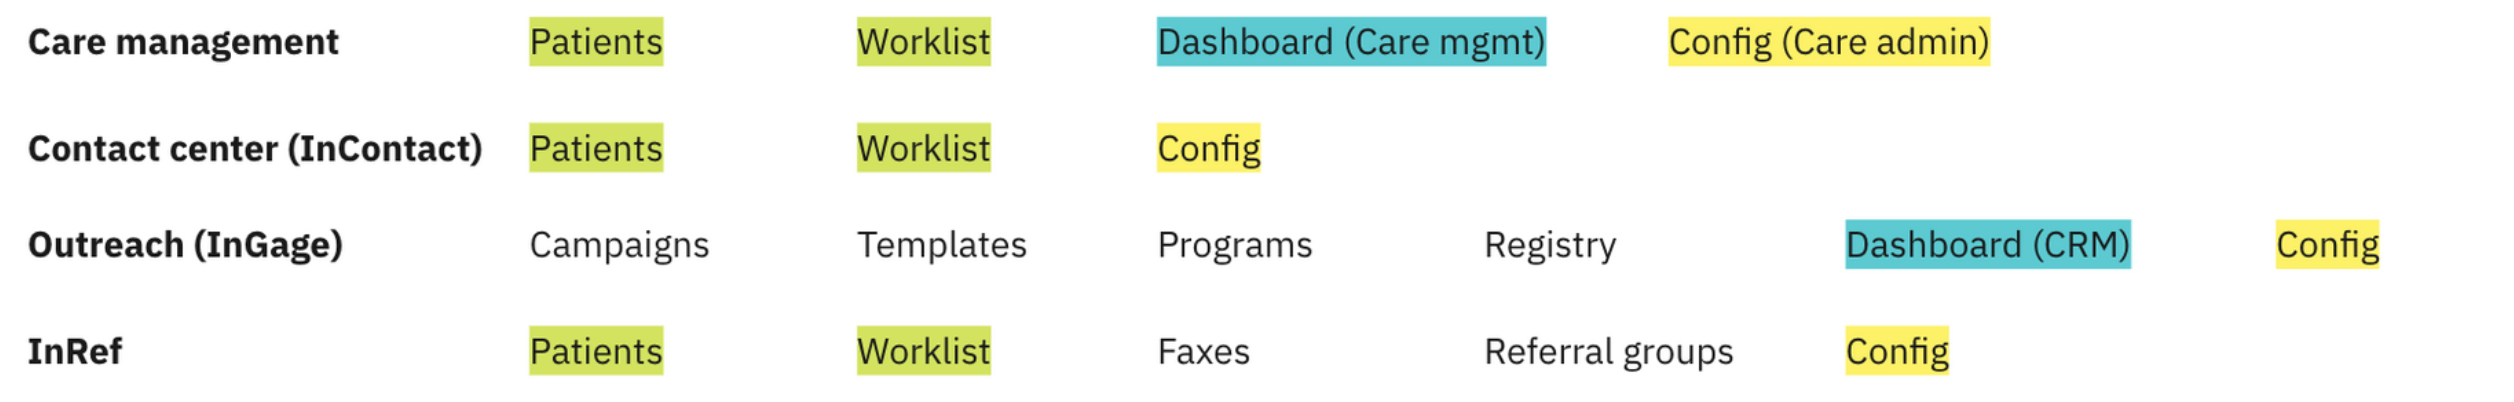 Care management Patients Worklist Dashboard (Care mgmt) Config (Care admin)
Contact center (InContact) Patients Worklist Config
Outreach (InGage) Campaigns Templates Programs Registry Dashboard (CRM) Config
InRef Patients Worklist Faxes Referral groups Config